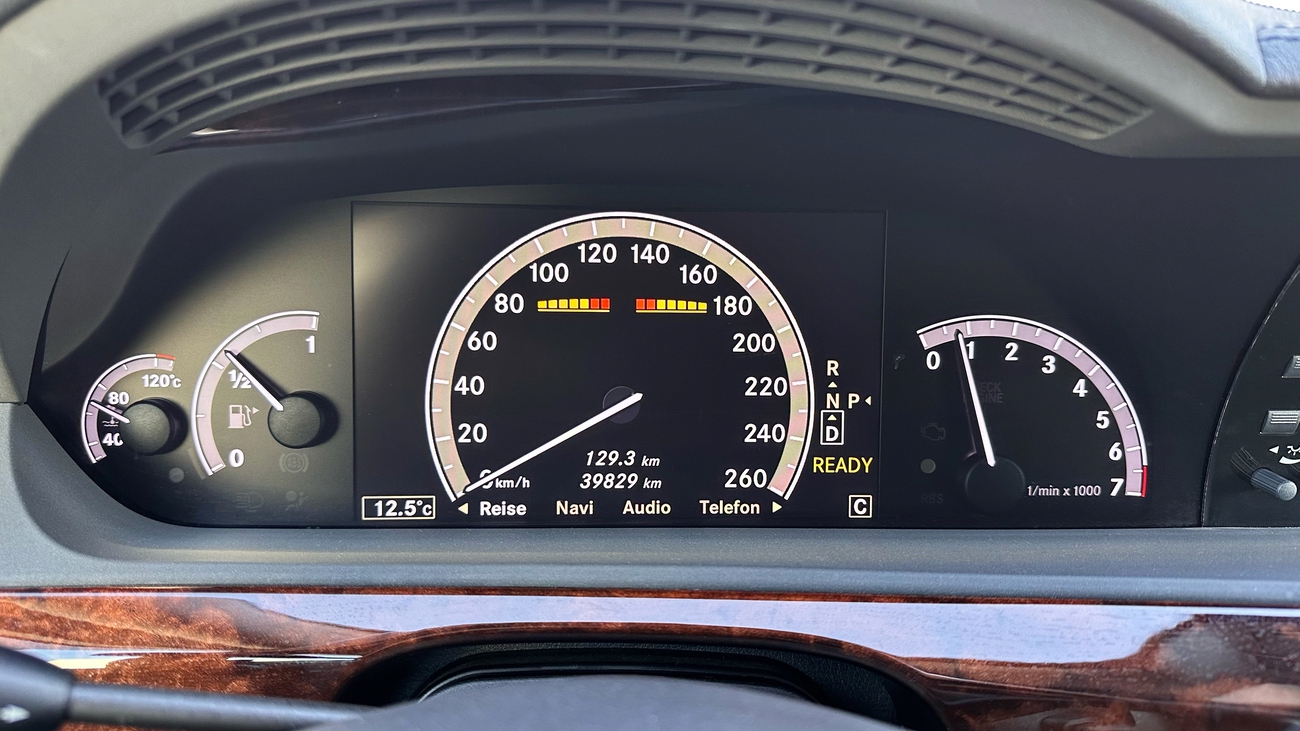 120°C
80
40
1
1/2
0
120 140
100 160
80 180
60 200
40 220
20 240
0 km/h 260
129.3 km
39829 km
12.5°C
Reise Navi Audio Telefon
R
N P
D
READY
C
0 1 2 3 4 5 6 7
CHECK
ENGINE
1/min x 1000